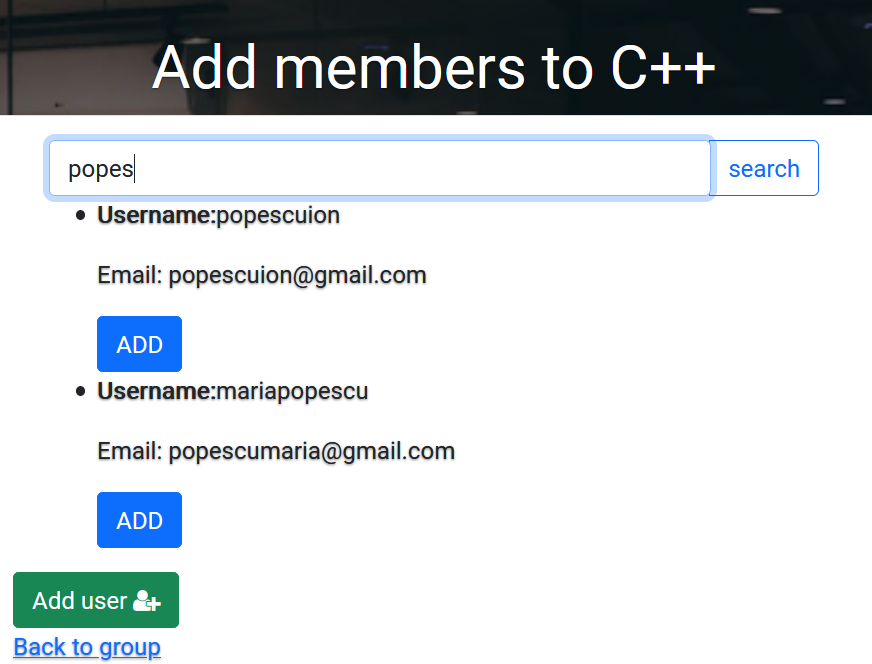 Add members to C++
popes
search
Username:popescuion
Email: popescuion@gmail.com
ADD
Username:mariapopescu
Email: popescumaria@gmail.com
ADD
Add user
Back to group